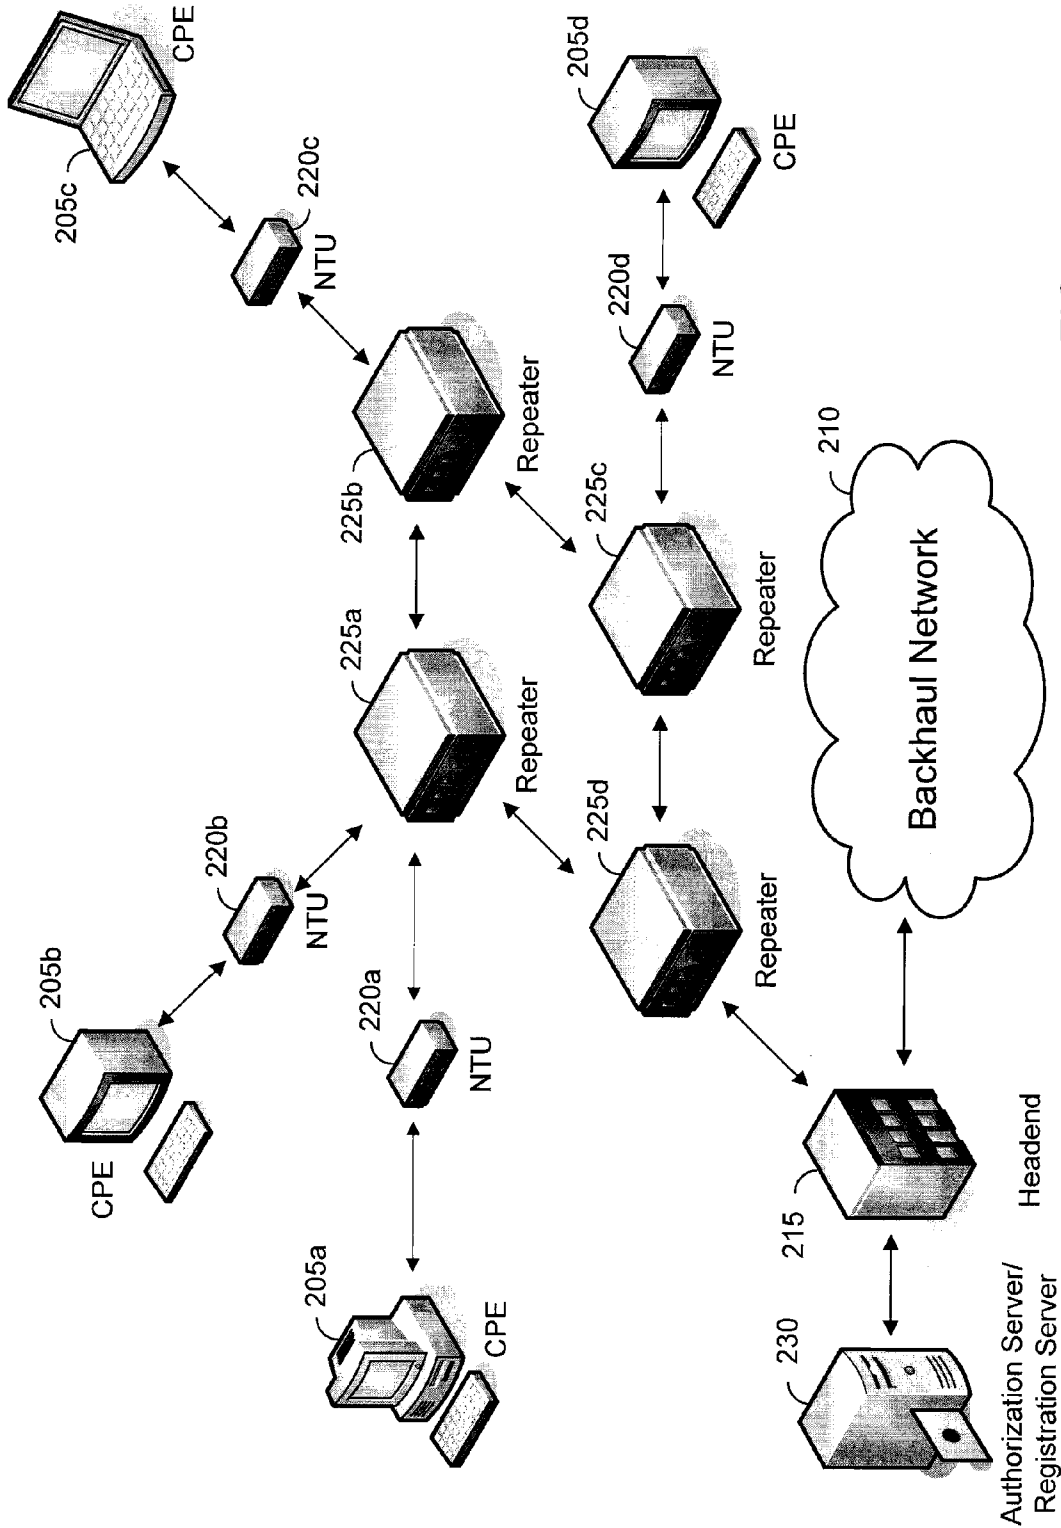 205b
CPE
220b
NTU
205c
CPE
220c
NTU
205a
CPE
220a
NTU
225a
Repeater
225b
Repeater
225d
Repeater
225c
Repeater
220d
NTU
205d
CPE
230
Authorization Server/
Registration Server
215
Headend
210
Backhaul Network